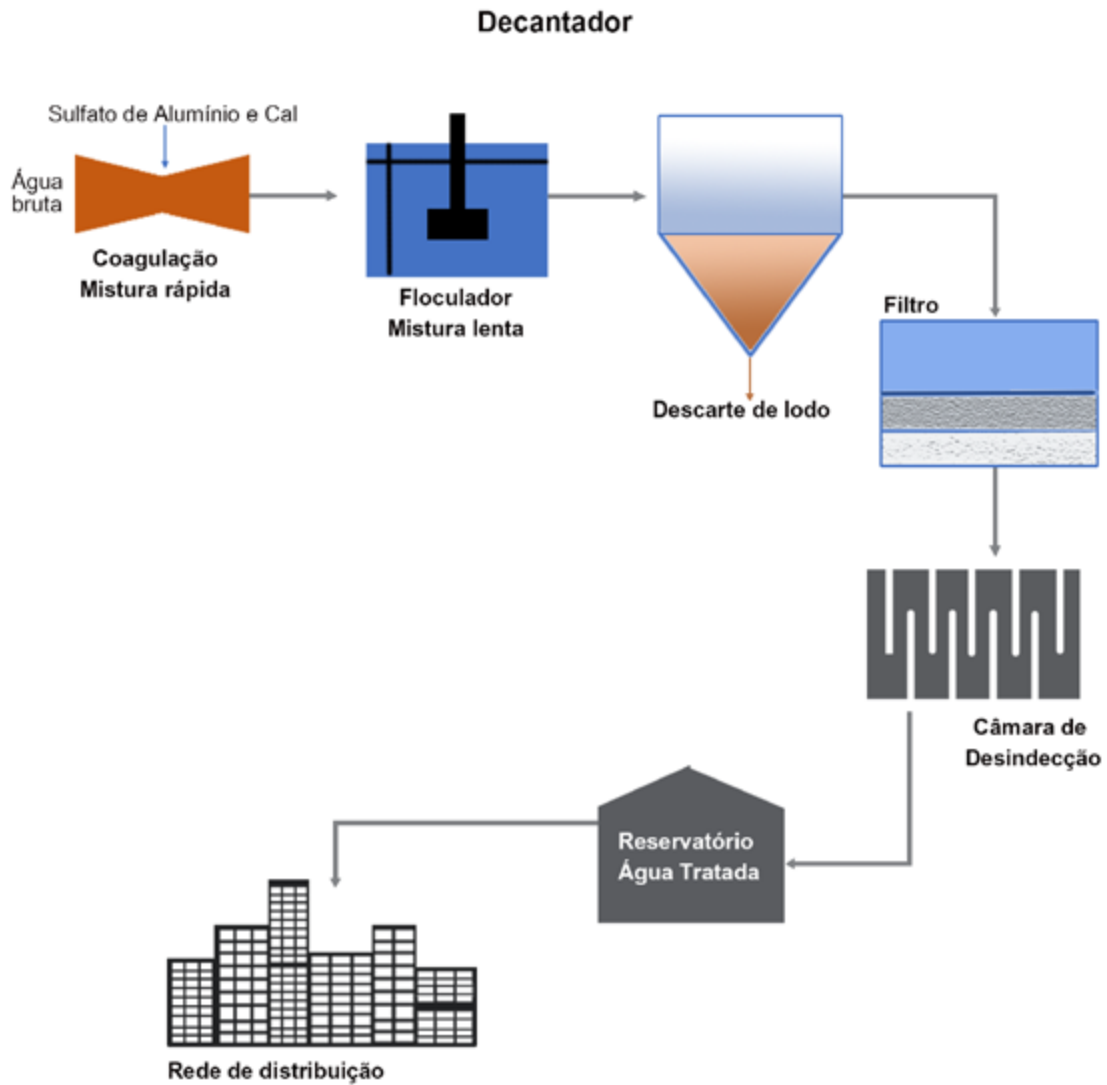 Decantador
Sulfato de Alumínio e Cal
Água
bruta
Coagulação
Mistura rápida
Floculador
Mistura lenta
Descarte de lodo
Filtro
Câmara de
Desindecção
Reservatório
Água Tratada
Rede de distribuição